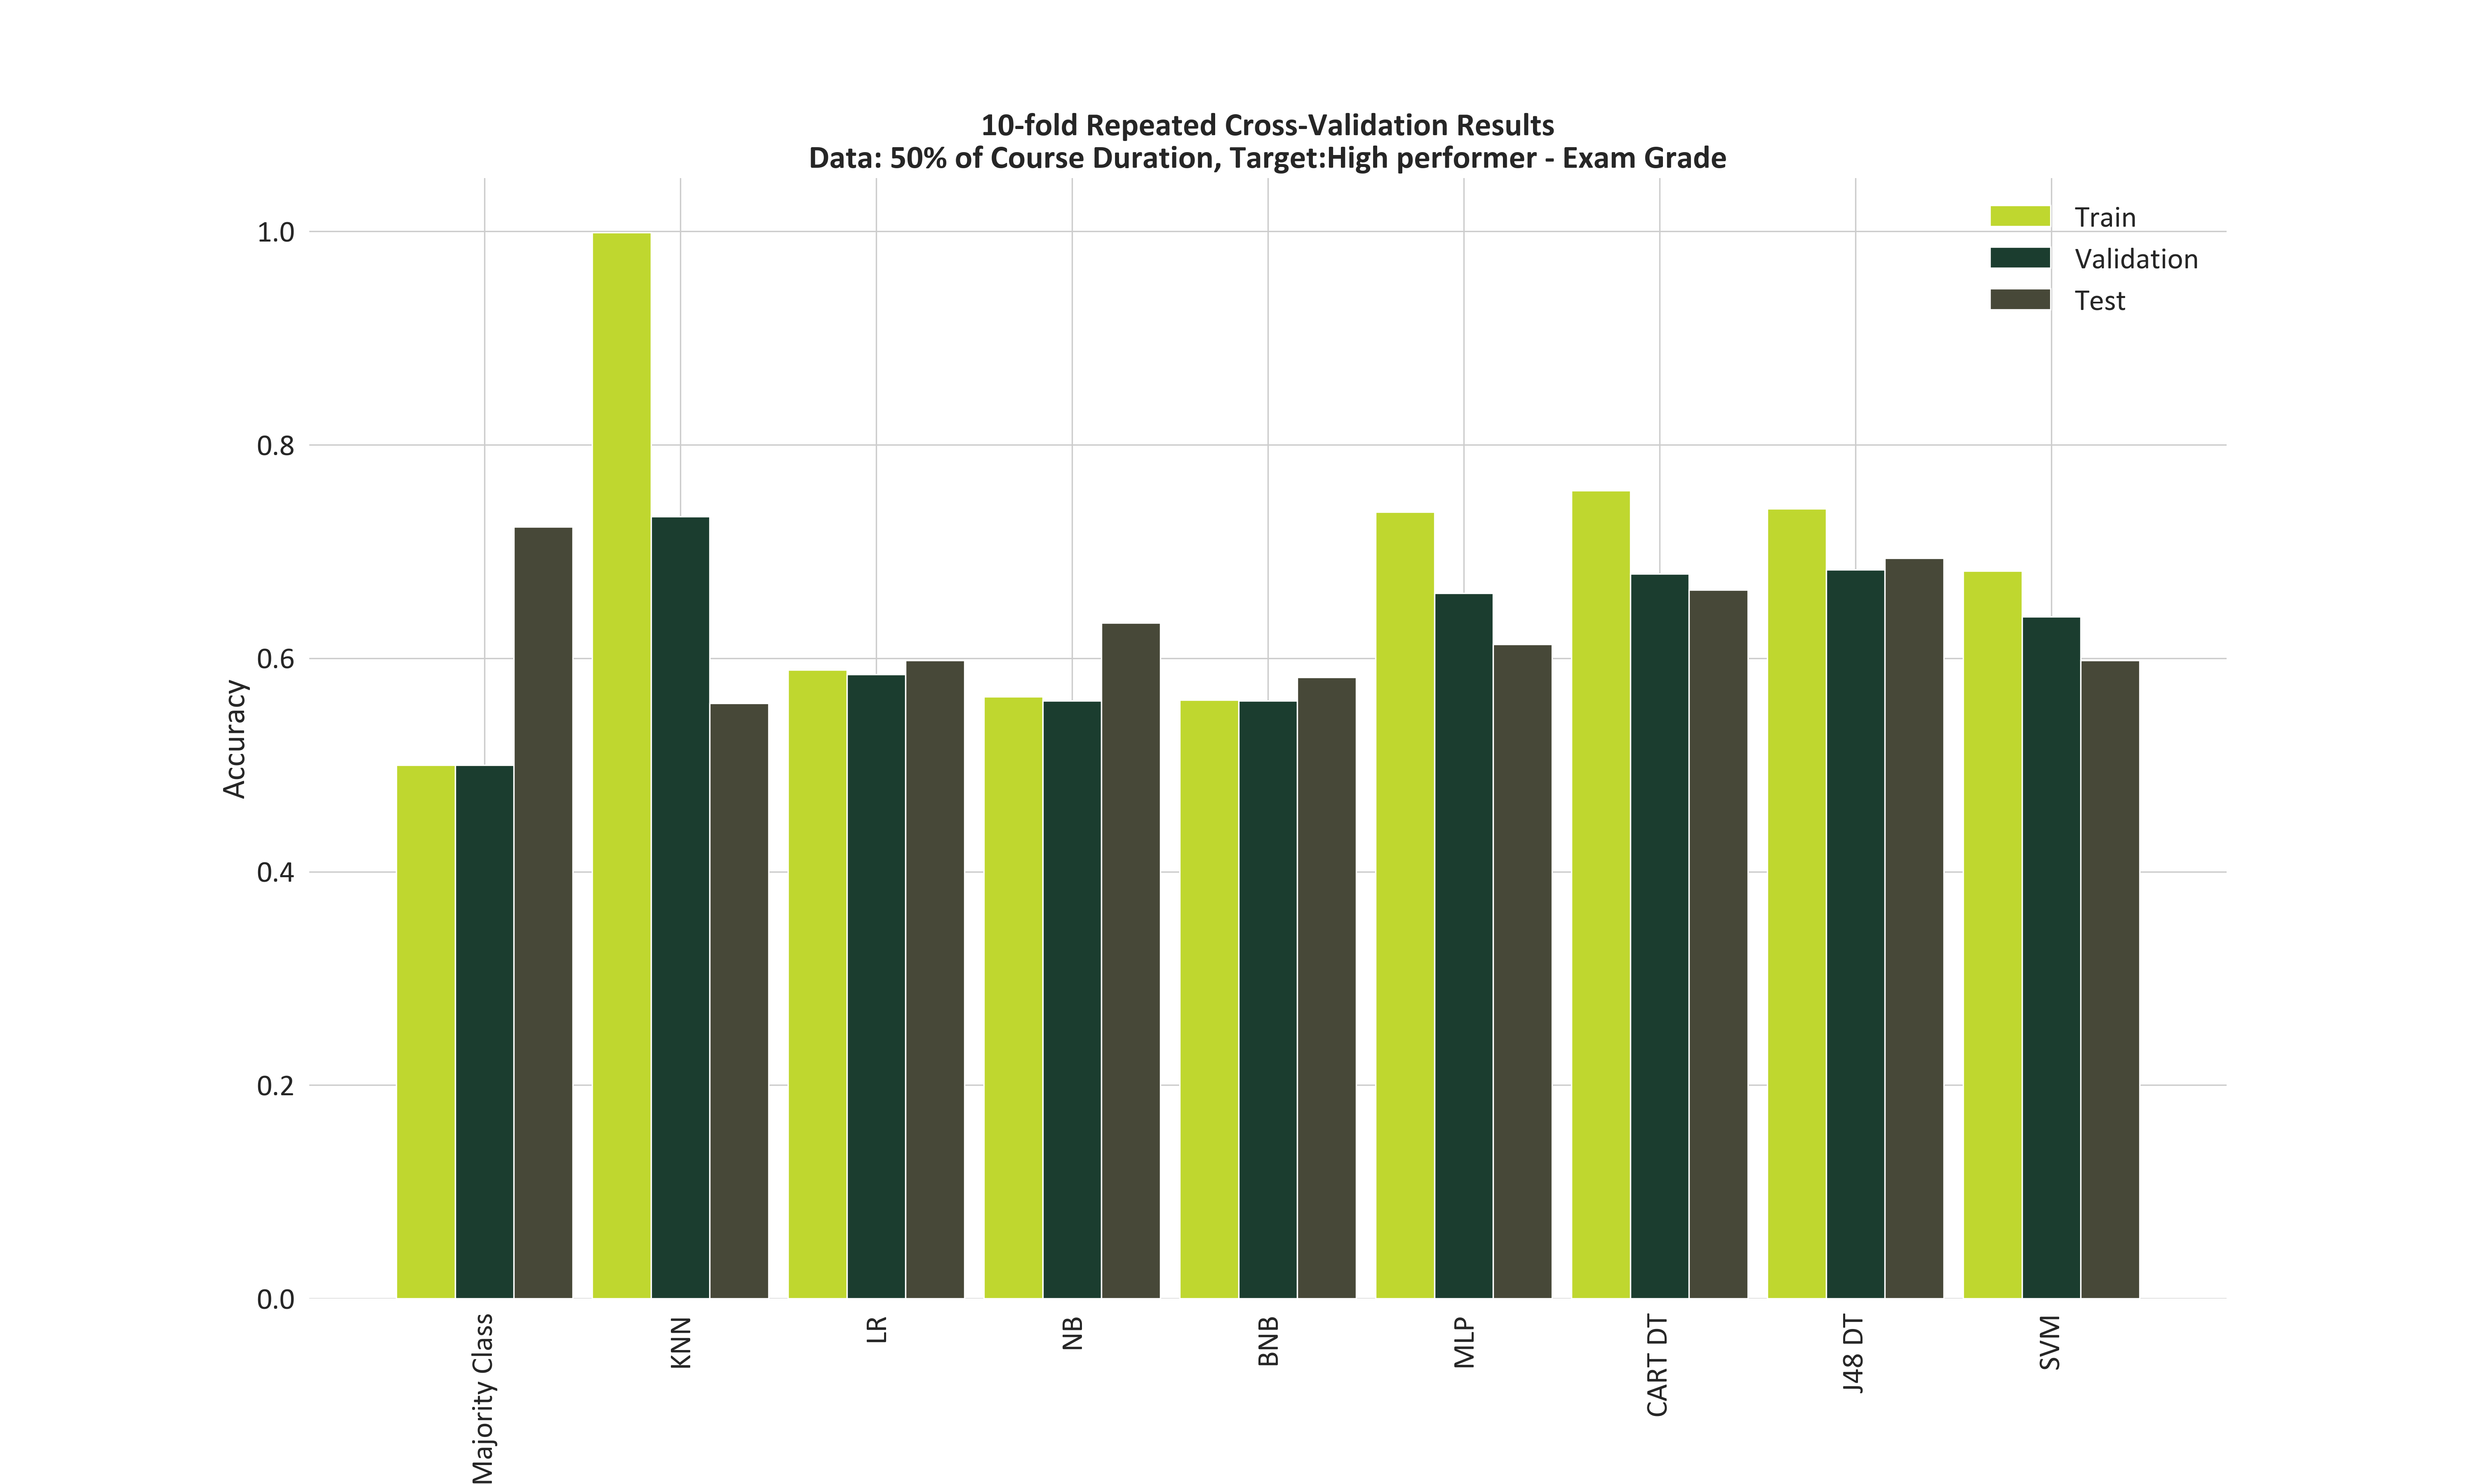 10-fold Repeated Cross-Validation Results
Data: 50% of Course Duration, Target:High performer - Exam Grade
Train
Validation
Test
1.0
0.8
0.6
0.4
0.2
0.0
Accuracy
Majority Class
KNN
LR
NB
BNB
MLP
CART DT
J48 DT
SVM